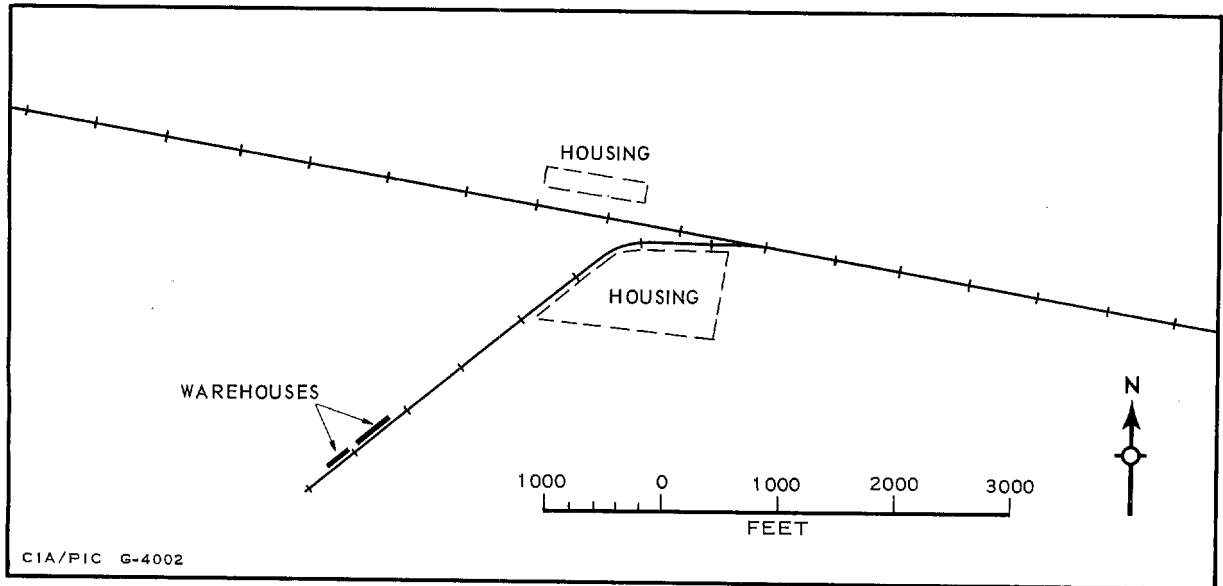 HOUSING
HOUSING
WAREHOUSES
N
1000 0 1000 2000 3000
FEET
CIA/PIC G-4002